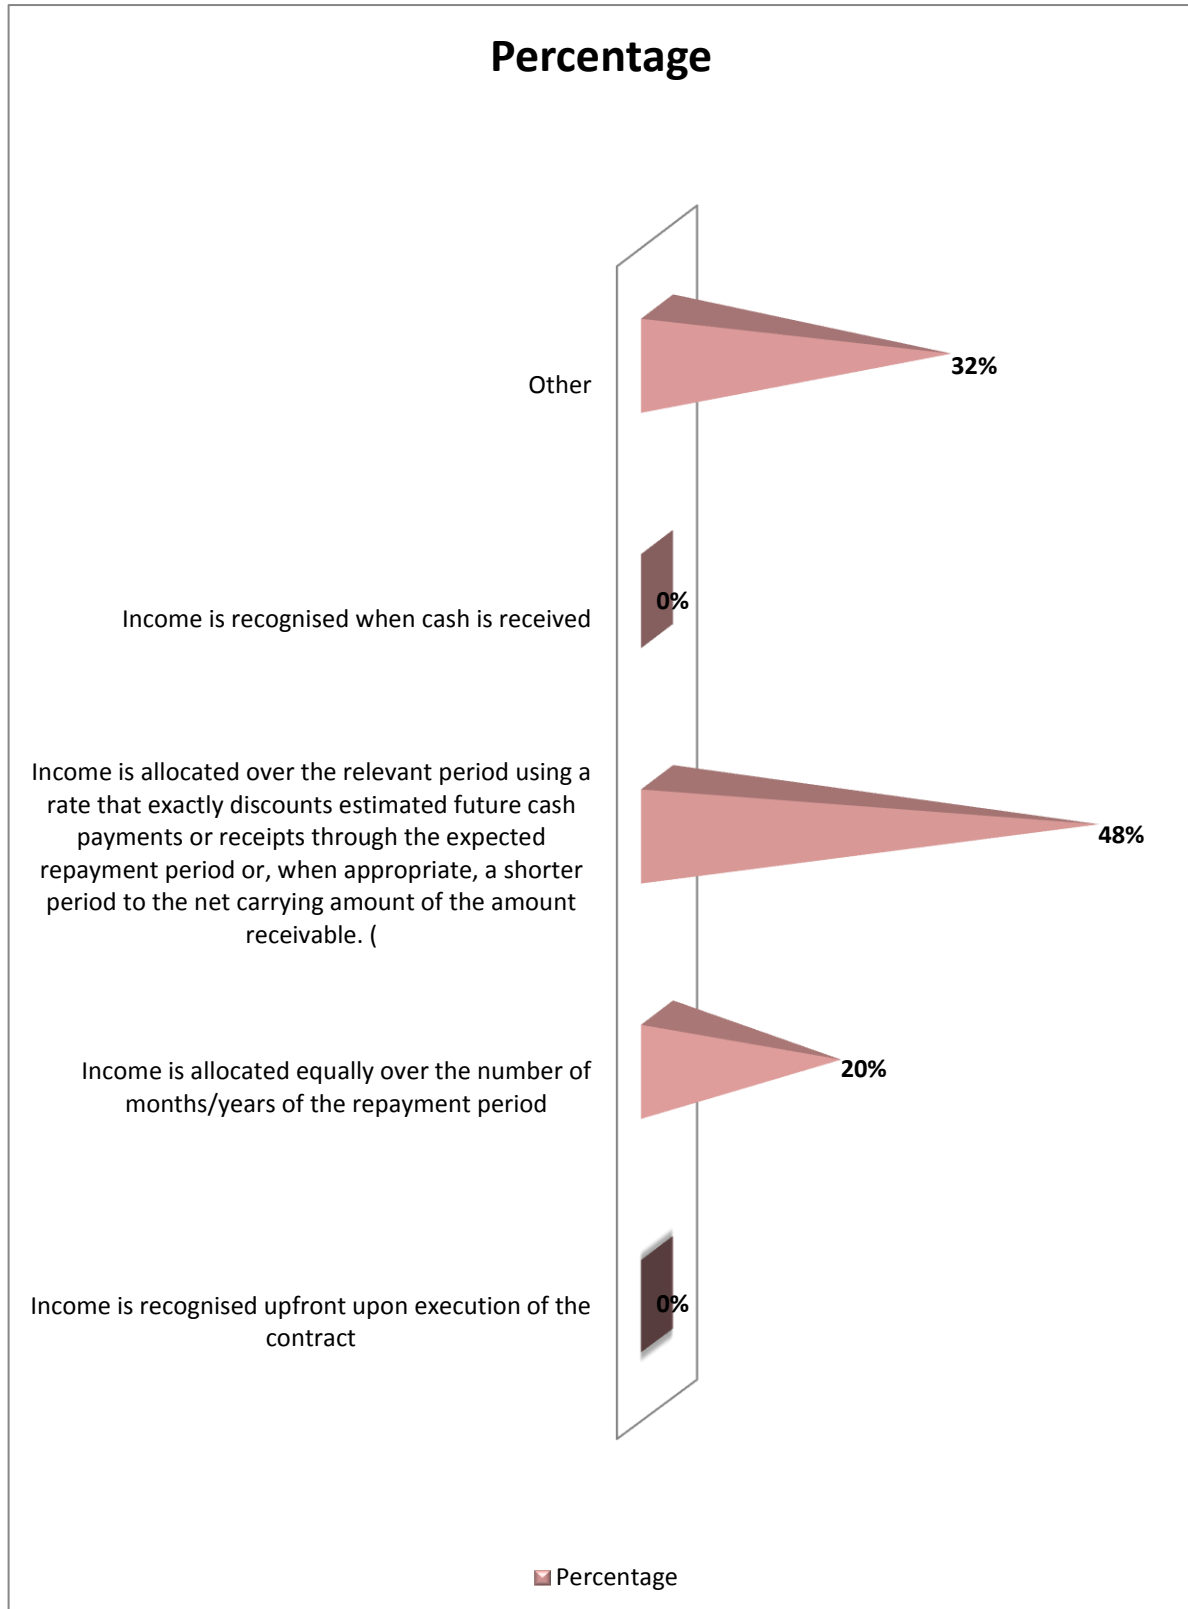 Percentage
Other
32%
Income is recognised when cash is received
0%
Income is allocated over the relevant period using a
rate that exactly discounts estimated future cash
payments or receipts through the expected
repayment period or, when appropriate, a shorter
period to the net carrying amount of the amount
receivable. (
48%
Income is allocated equally over the number of
months/years of the repayment period
20%
Income is recognised upfront upon execution of the
contract
0%
Percentage